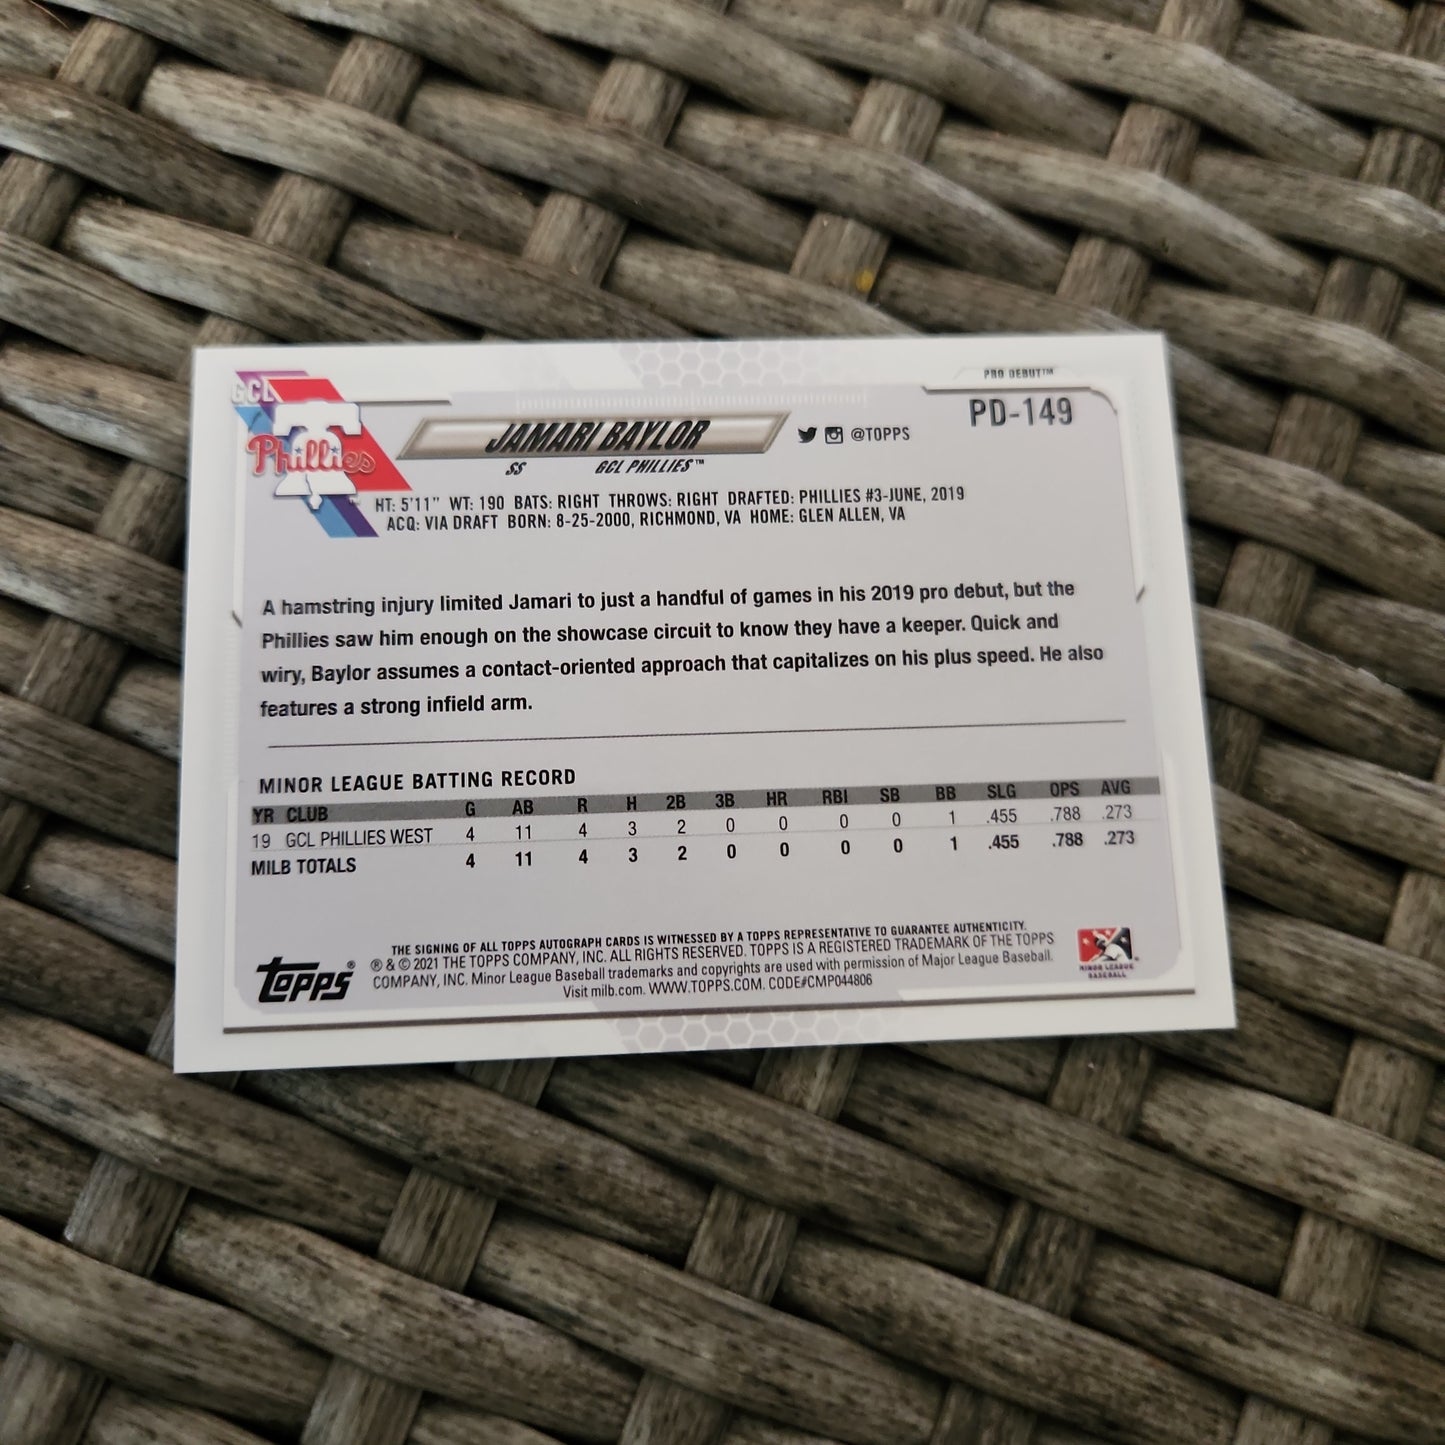 GCL
Phillies
PRO DEBUT™
PD-149
JAMARI BAYLOR
@TOPPS
SS GCL PHILLIES™
HT: 5'11" WT: 190 BATS: RIGHT THROWS: RIGHT DRAFTED: PHILLIES #3-JUNE, 2019
ACQ: VIA DRAFT BORN: 8-25-2000, RICHMOND, VA HOME: GLEN ALLEN, VA
A hamstring injury limited Jamari to just a handful of games in his 2019 pro debut, but the
Phillies saw him enough on the showcase circuit to know they have a keeper. Quick and
wiry, Baylor assumes a contact-oriented approach that capitalizes on his plus speed. He also
features a strong infield arm.
MINOR LEAGUE BATTING RECORD
YR CLUB G AB R H 2B 3B HR RBI SB BB SLG OPS AVG
19 GCL PHILLIES WEST 4 11 4 3 2 0 0 0 0 1 .455 .788 .273
MILB TOTALS 4 11 4 3 2 0 0 0 0 1 .455 .788 .273
THE SIGNING OF ALL TOPPS AUTOGRAPH CARDS IS WITNESSED BY A TOPPS REPRESENTATIVE TO GUARANTEE AUTHENTICITY.
® & © 2021 THE TOPPS COMPANY, INC. ALL RIGHTS RESERVED. TOPPS IS A REGISTERED TRADEMARK OF THE TOPPS
COMPANY, INC. Minor League Baseball trademarks and copyrights are used with permission of Major League Baseball.
Visit milb.com. WWW.TOPPS.COM. CODE#CMP044806
TOPPS®
MINOR LEAGUE
BASEBALL